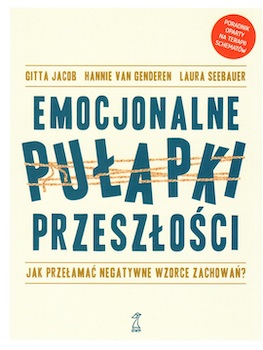 PORADNIK
OPARTY
NA TERAPII
SCHEMATÓW
GITTA JACOB HANNIE VAN GENDEREN LAURA SEEBAUER
EMOCJONALNE
PUŁAPKI
PRZESZŁOŚCI
JAK PRZEŁAMAĆ NEGATYWNE WZORCE ZACHOWAŃ?
GWP